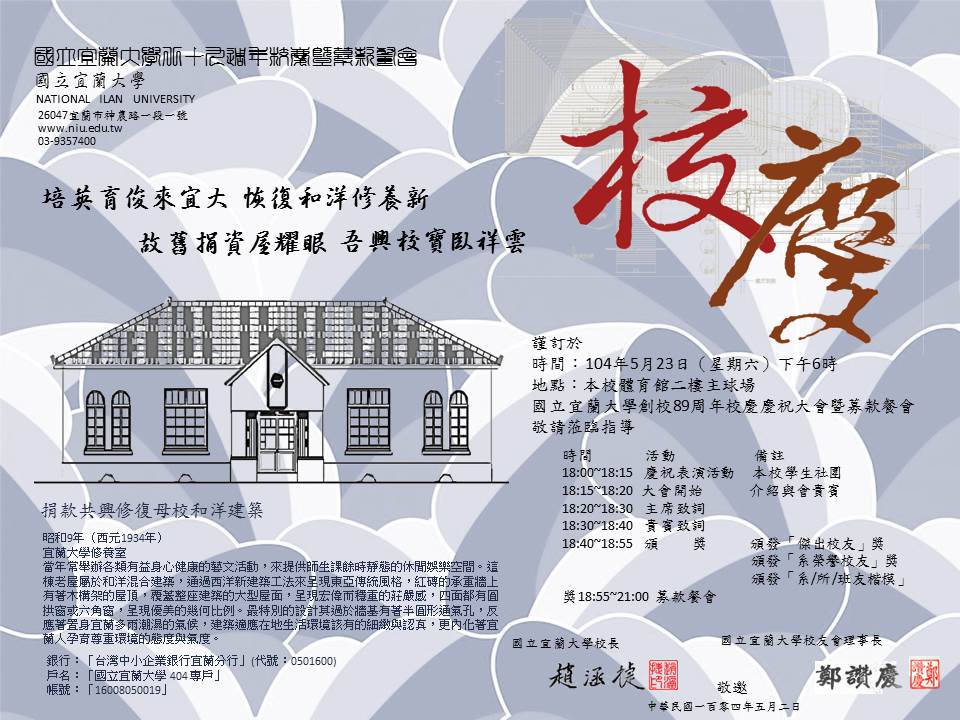 國立宜蘭大學八十九週年校慶暨募款餐會
國立宜蘭大學
NATIONAL ILAN UNIVERSITY
26047宜蘭市神農路一段一號
www.niu.edu.tw
03-9357400
校慶
培英育俊來宜大 恢復和洋修養新
故舊捐資屋耀眼 吾興校寶臥祥雲
捐款共興修復母校和洋建築
昭和9年（西元1934年）
宜蘭大學修養室
當年常舉辦各類有益身心健康的藝文活動，來提供師生課餘時靜態的休閒娛樂空間。這
棟老屋屬於和洋混合建築，通過西洋新建築工法來呈現東亞傳統風格，紅磚的承重牆上
有著木構架的屋頂，覆蓋整座建築的大型屋面，呈現宏偉而穩重的莊嚴感，四面都有圓
拱窗或六角窗，呈現優美的幾何比例。最特別的設計其過於牆基有著半圓形通氣孔，反
應著置身宜蘭多雨潮濕的氣候，建築適應在地生活環境該有的細緻與認真，更內化著宜
蘭人孕育尊重環境的態度與氣度。
銀行：「台灣中小企業銀行宜蘭分行」(代號：0501600)
戶名：「國立宜蘭大學 404 專戶」
帳號：「16008050019」
謹訂於
時間：104年5月23日（星期六）下午6時
地點：本校體育館二樓主球場
國立宜蘭大學創校89周年校慶慶祝大會暨募款餐會
敬請蒞臨指導
時間 活動 備註
18:00~18:15 慶祝表演活動 本校學生社團
18:15~18:20 大會開始 介紹與會貴賓
18:20~18:30 主席致詞
18:30~18:40 貴賓致詞
18:40~18:55 頒 獎 頒發「傑出校友」獎
頒發「系榮譽校友」獎
頒發「系/所/班友楷模」
獎18:55~21:00 募款餐會
國立宜蘭大學校長 國立宜蘭大學校友會理事長
趙涵㨗 鄭讚慶
敬邀
中華民國一百零四年五月二日